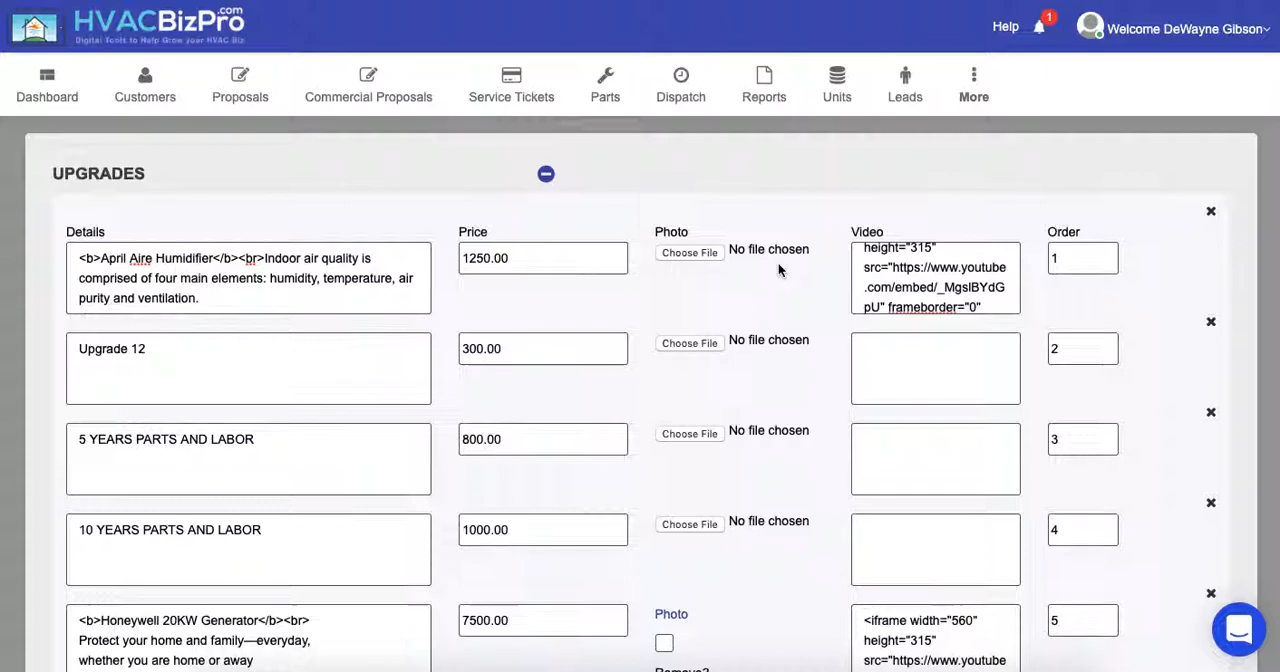 HVACBizPro.com
Digital Tools to Help Grow your HVAC Biz
Help
1
Welcome DeWayne Gibson
Dashboard
Customers
Proposals
Commercial Proposals
Service Tickets
Parts
Dispatch
Reports
Units
Leads
More
UPGRADES
Details
Price
Photo
Video
Order
<b>April Aire Humidifier</b><br>Indoor air quality is
comprised of four main elements: humidity, temperature, air
purity and ventilation.
1250.00
Choose File No file chosen
height="315"
src="https://www.youtube
.com/embed/_MgsIBYdG
pU" frameborder="0"
1
Upgrade 12
300.00
Choose File No file chosen
2
5 YEARS PARTS AND LABOR
800.00
Choose File No file chosen
3
10 YEARS PARTS AND LABOR
1000.00
Choose File No file chosen
4
<b>Honeywell 20KW Generator</b><br>
Protect your home and family—everyday,
whether you are home or away
7500.00
Photo
Remove?
<iframe width="560"
height="315"
src="https://www.youtube
5